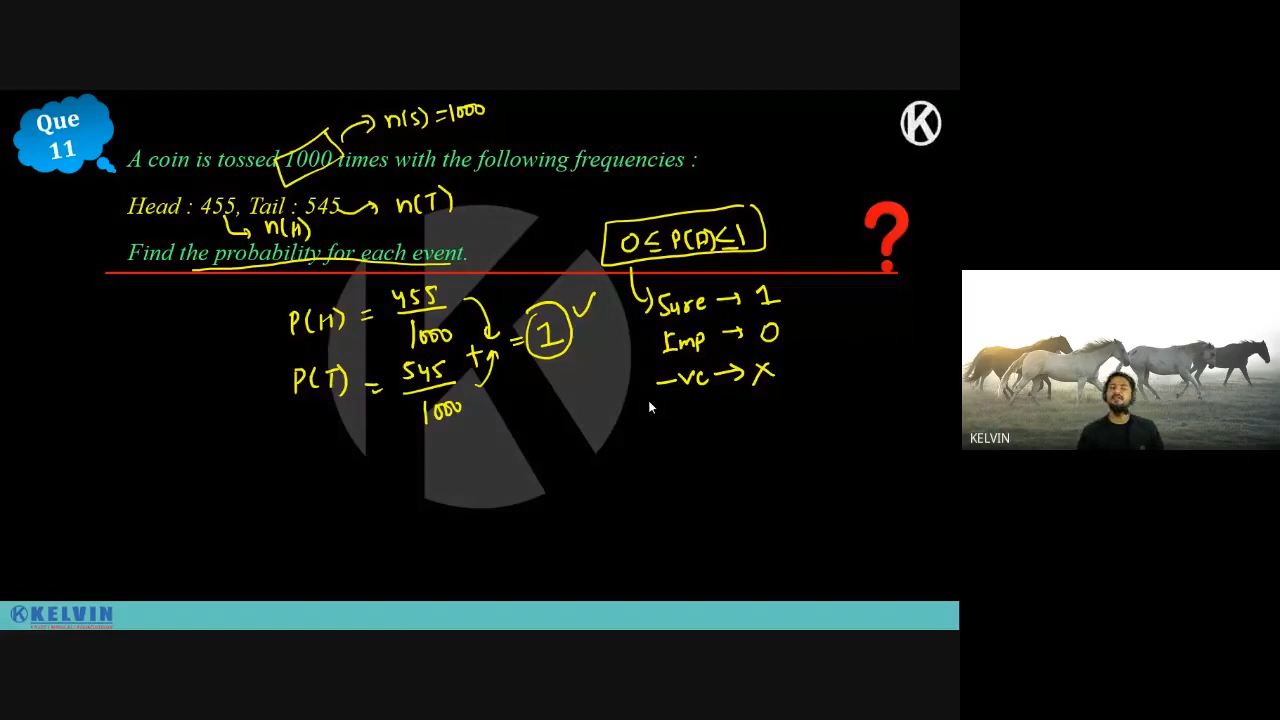 Que
11
n(s) = 1000
A coin is tossed 1000 times with the following frequencies :
Head : 455, Tail : 545 → n(T)
n(H)
Find the probability for each event.
0 ≤ P(A) ≤ 1
?
P(H) = 455/1000
P(T) = 545/1000
+ = 1 ✓
Sure → 1
Imp → 0
-ve → x
K
KELVIN
KELVIN